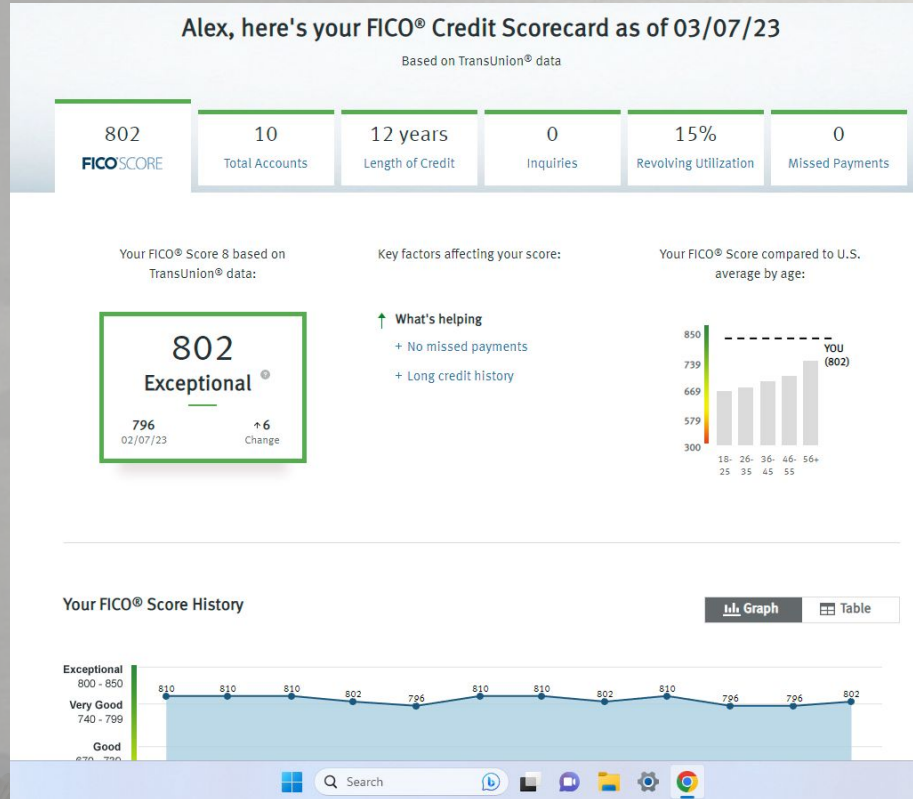 Alex, here's your FICO® Credit Scorecard as of 03/07/23
Based on TransUnion® data
802
FICO SCORE
10
Total Accounts
12 years
Length of Credit
0
Inquiries
15%
Revolving Utilization
0
Missed Payments
Your FICO® Score 8 based on
TransUnion® data:
802
Exceptional ?
796
02/07/23
↑6
Change
Key factors affecting your score:
↑ What's helping
+ No missed payments
+ Long credit history
Your FICO® Score compared to U.S.
average by age:
850
739
669
579
300
YOU
(802)
18-25
26-35
36-45
46-55
56+
Your FICO® Score History
Graph
Table
Exceptional
800 - 850
Very Good
740 - 799
Good
670 - 739
810 810 810 802 796 810 810 802 810 796 796 802
Search